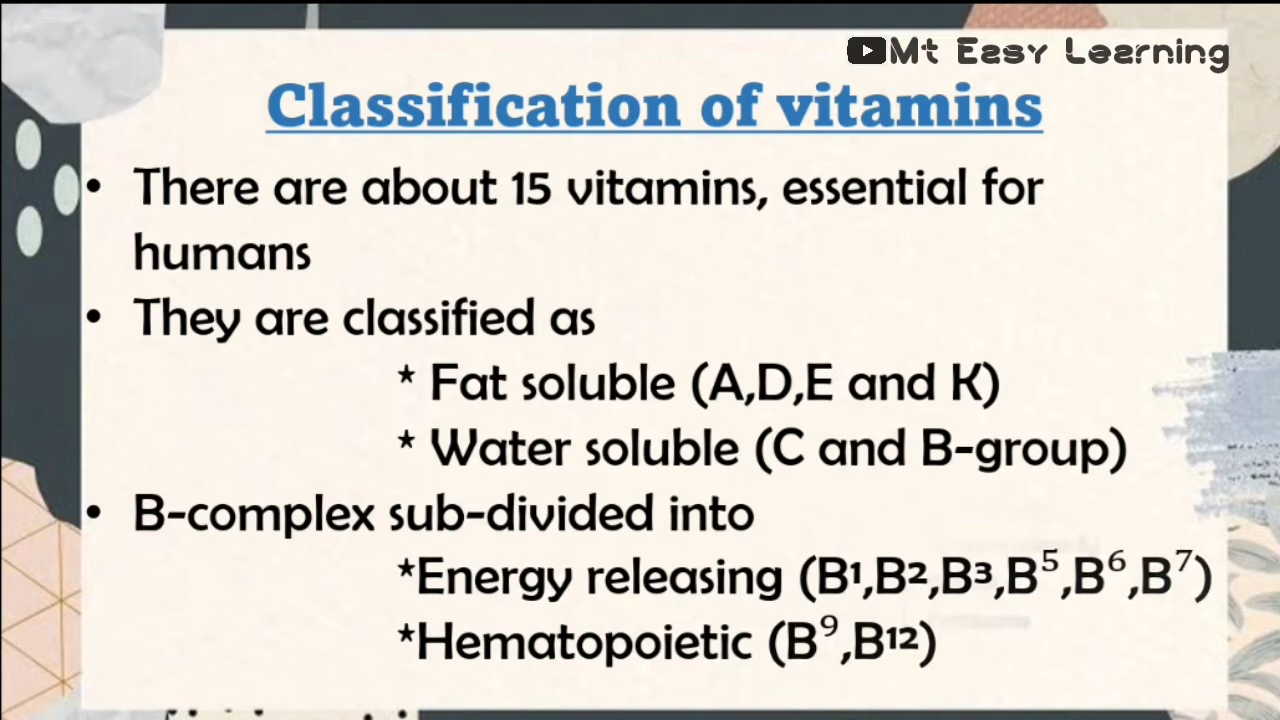 Mt Easy Learning
Classification of vitamins
• There are about 15 vitamins, essential for
humans
• They are classified as
* Fat soluble (A,D,E and K)
* Water soluble (C and B-group)
• B-complex sub-divided into
*Energy releasing (B1,B2,B3,B⁵,B⁶,B⁷)
*Hematopoietic (B⁹,B12)